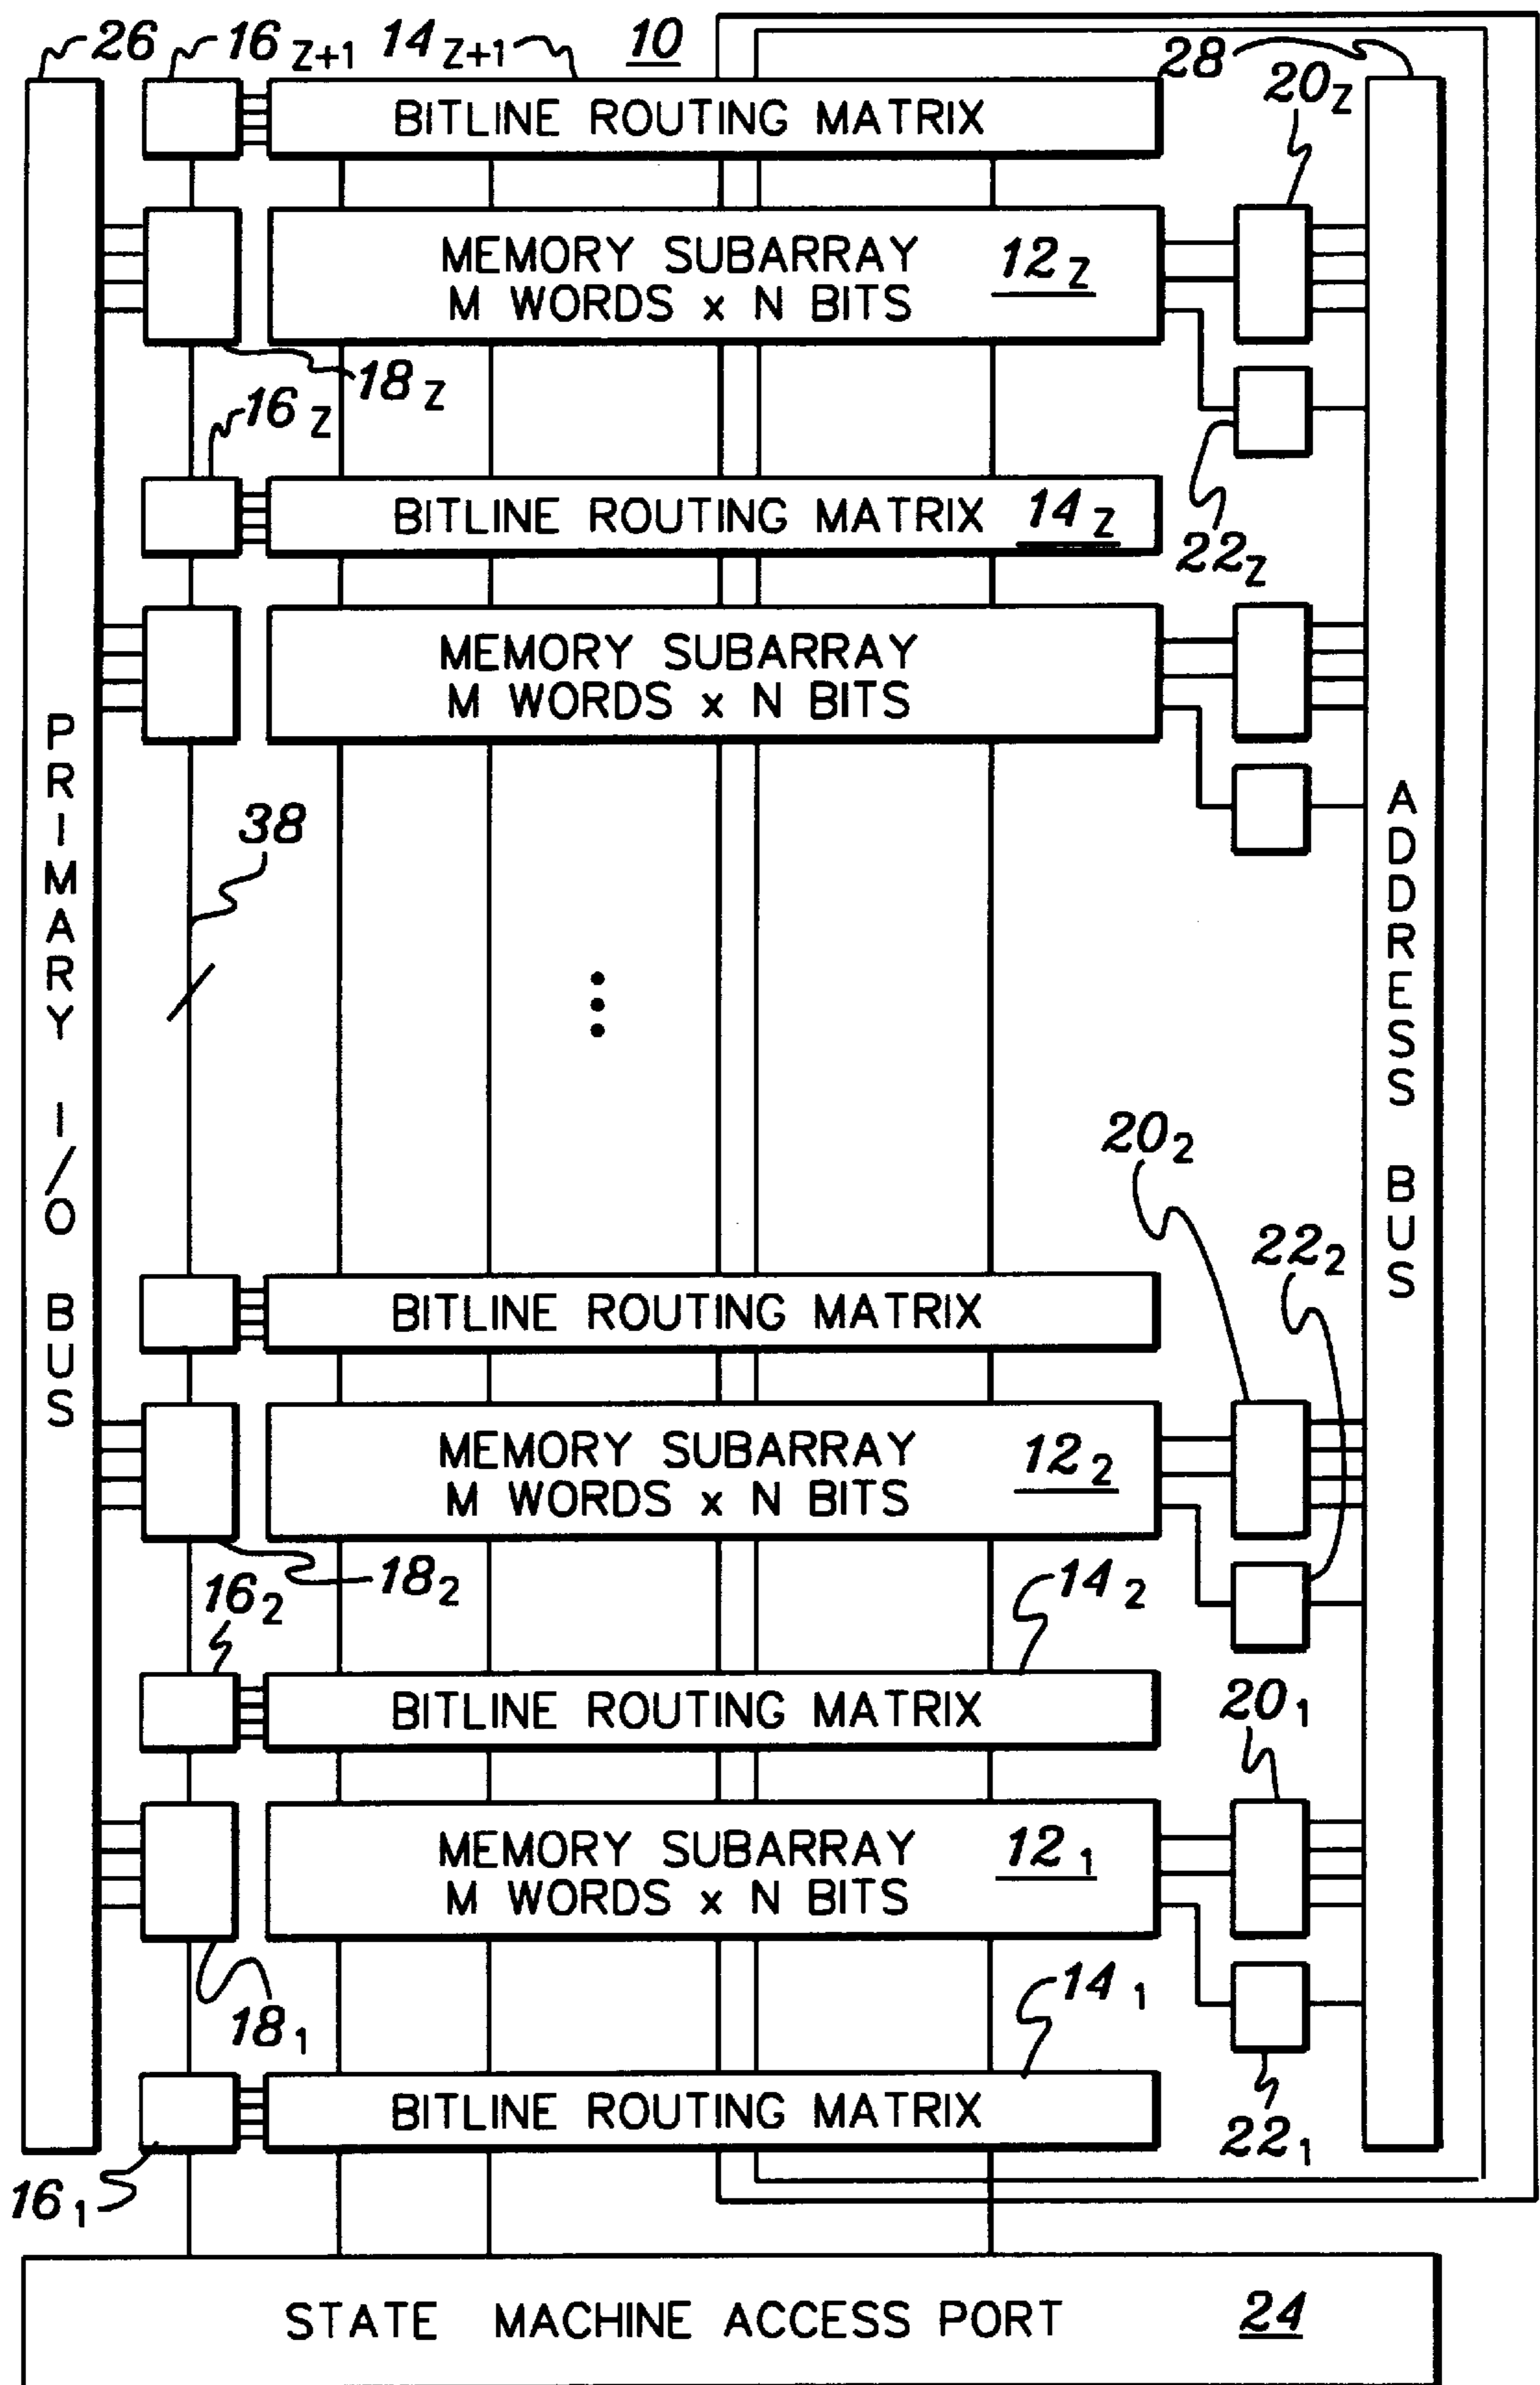 26 16Z+1 14Z+1 10
28 20Z
BITLINE ROUTING MATRIX
MEMORY SUBARRAY 12Z
M WORDS x N BITS
18Z
16Z
BITLINE ROUTING MATRIX 14Z
22Z
MEMORY SUBARRAY
M WORDS x N BITS
PRIMARY I/O BUS
38
ADDRESS BUS
202
222
BITLINE ROUTING MATRIX
MEMORY SUBARRAY 122
M WORDS x N BITS
182
162
142
BITLINE ROUTING MATRIX
201
MEMORY SUBARRAY 121
M WORDS x N BITS
141
181
BITLINE ROUTING MATRIX
221
161
STATE MACHINE ACCESS PORT 24